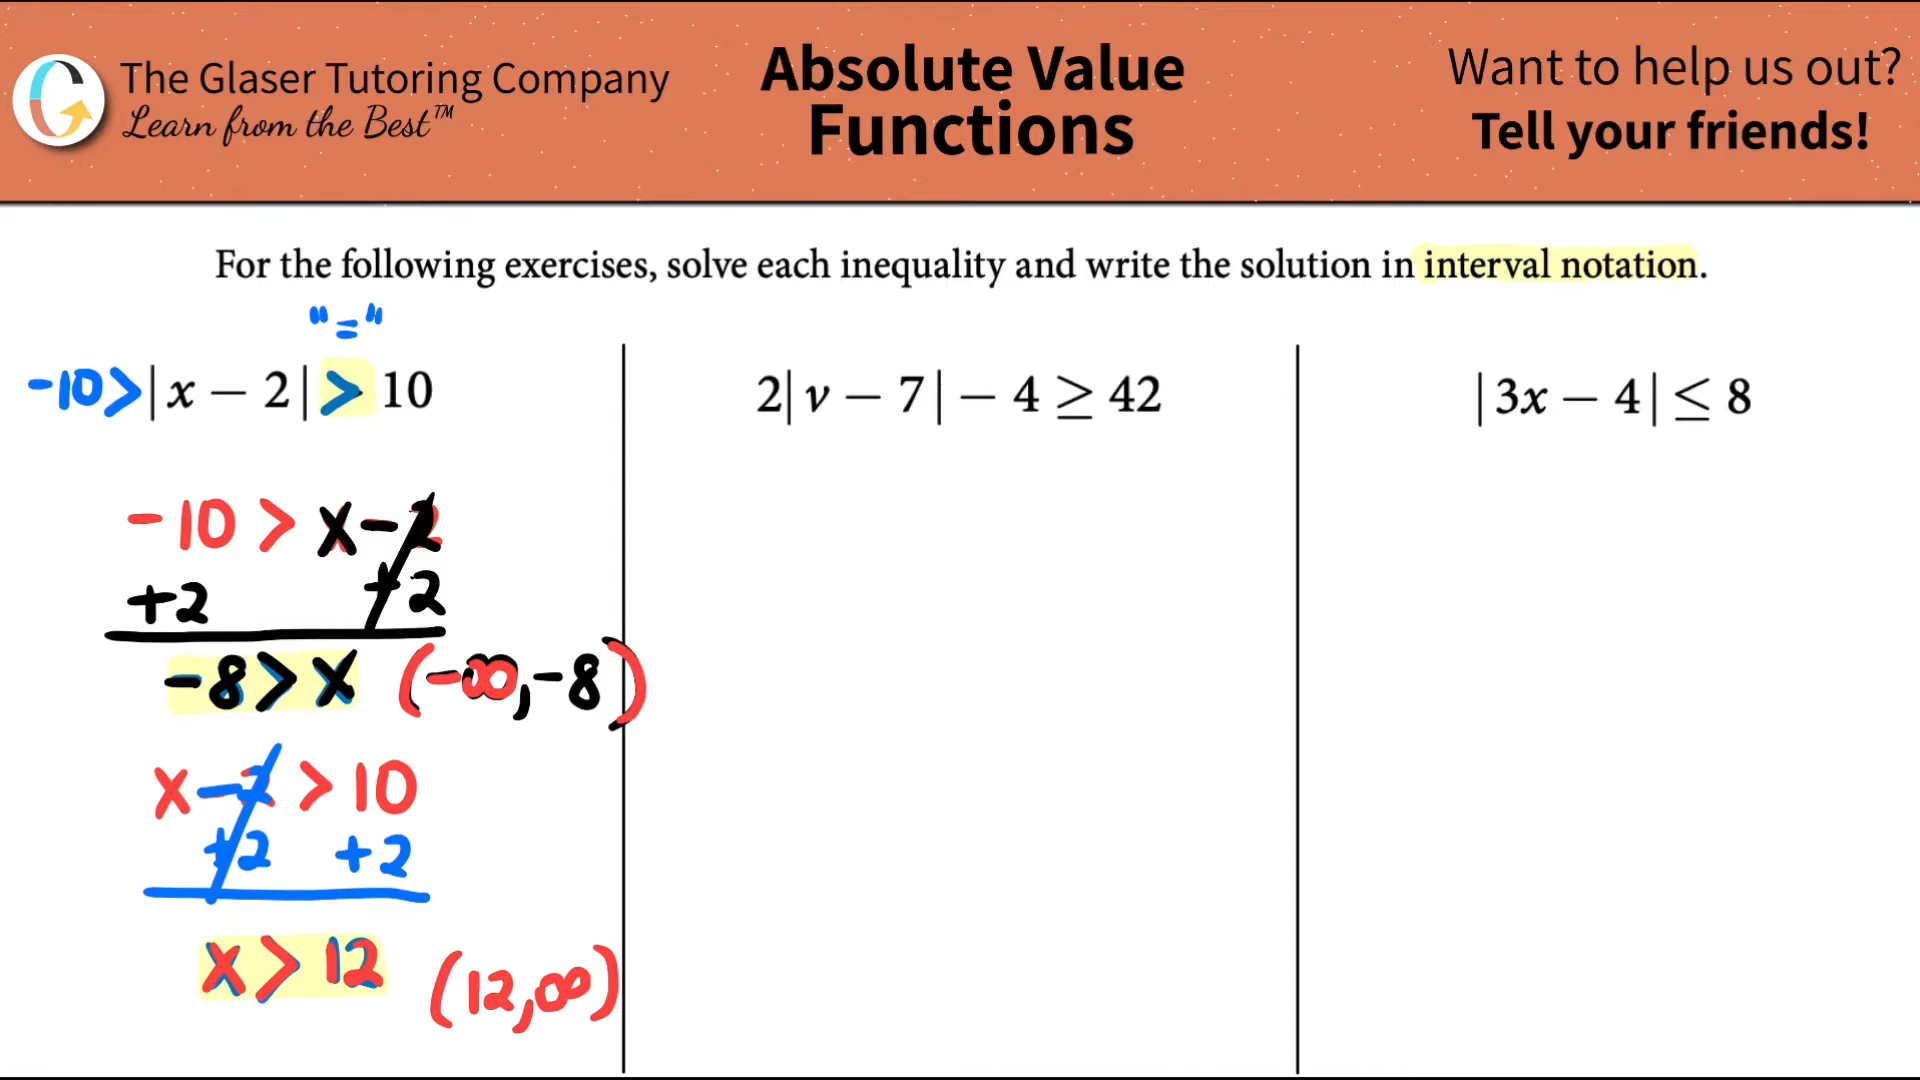 The Glaser Tutoring Company
Learn from the Best™
Absolute Value
Functions
Want to help us out?
Tell your friends!
For the following exercises, solve each inequality and write the solution in interval notation.
"="
-10 > |x − 2| > 10
-10 > x-2
+2 +2
-8 > x (-∞, -8)
x-2 > 10
+2 +2
x > 12 (12, ∞)
2|v − 7| − 4 ≥ 42
|3x − 4| ≤ 8